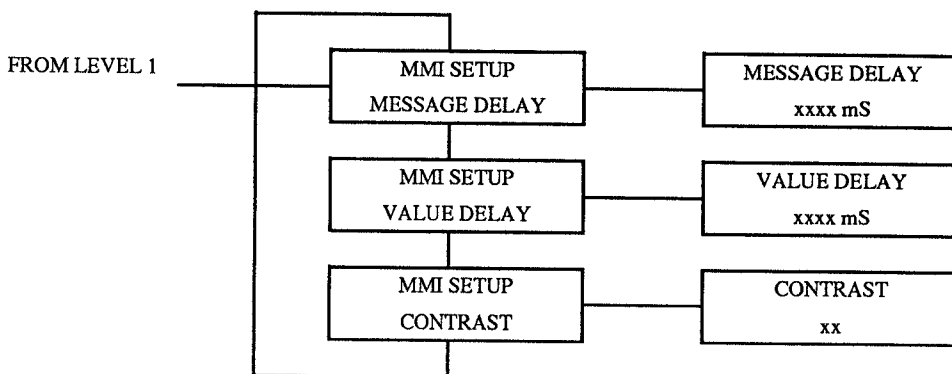 FROM LEVEL 1
MMI SETUP
MESSAGE DELAY
MESSAGE DELAY
xxxx mS
MMI SETUP
VALUE DELAY
VALUE DELAY
xxxx mS
MMI SETUP
CONTRAST
CONTRAST
xx